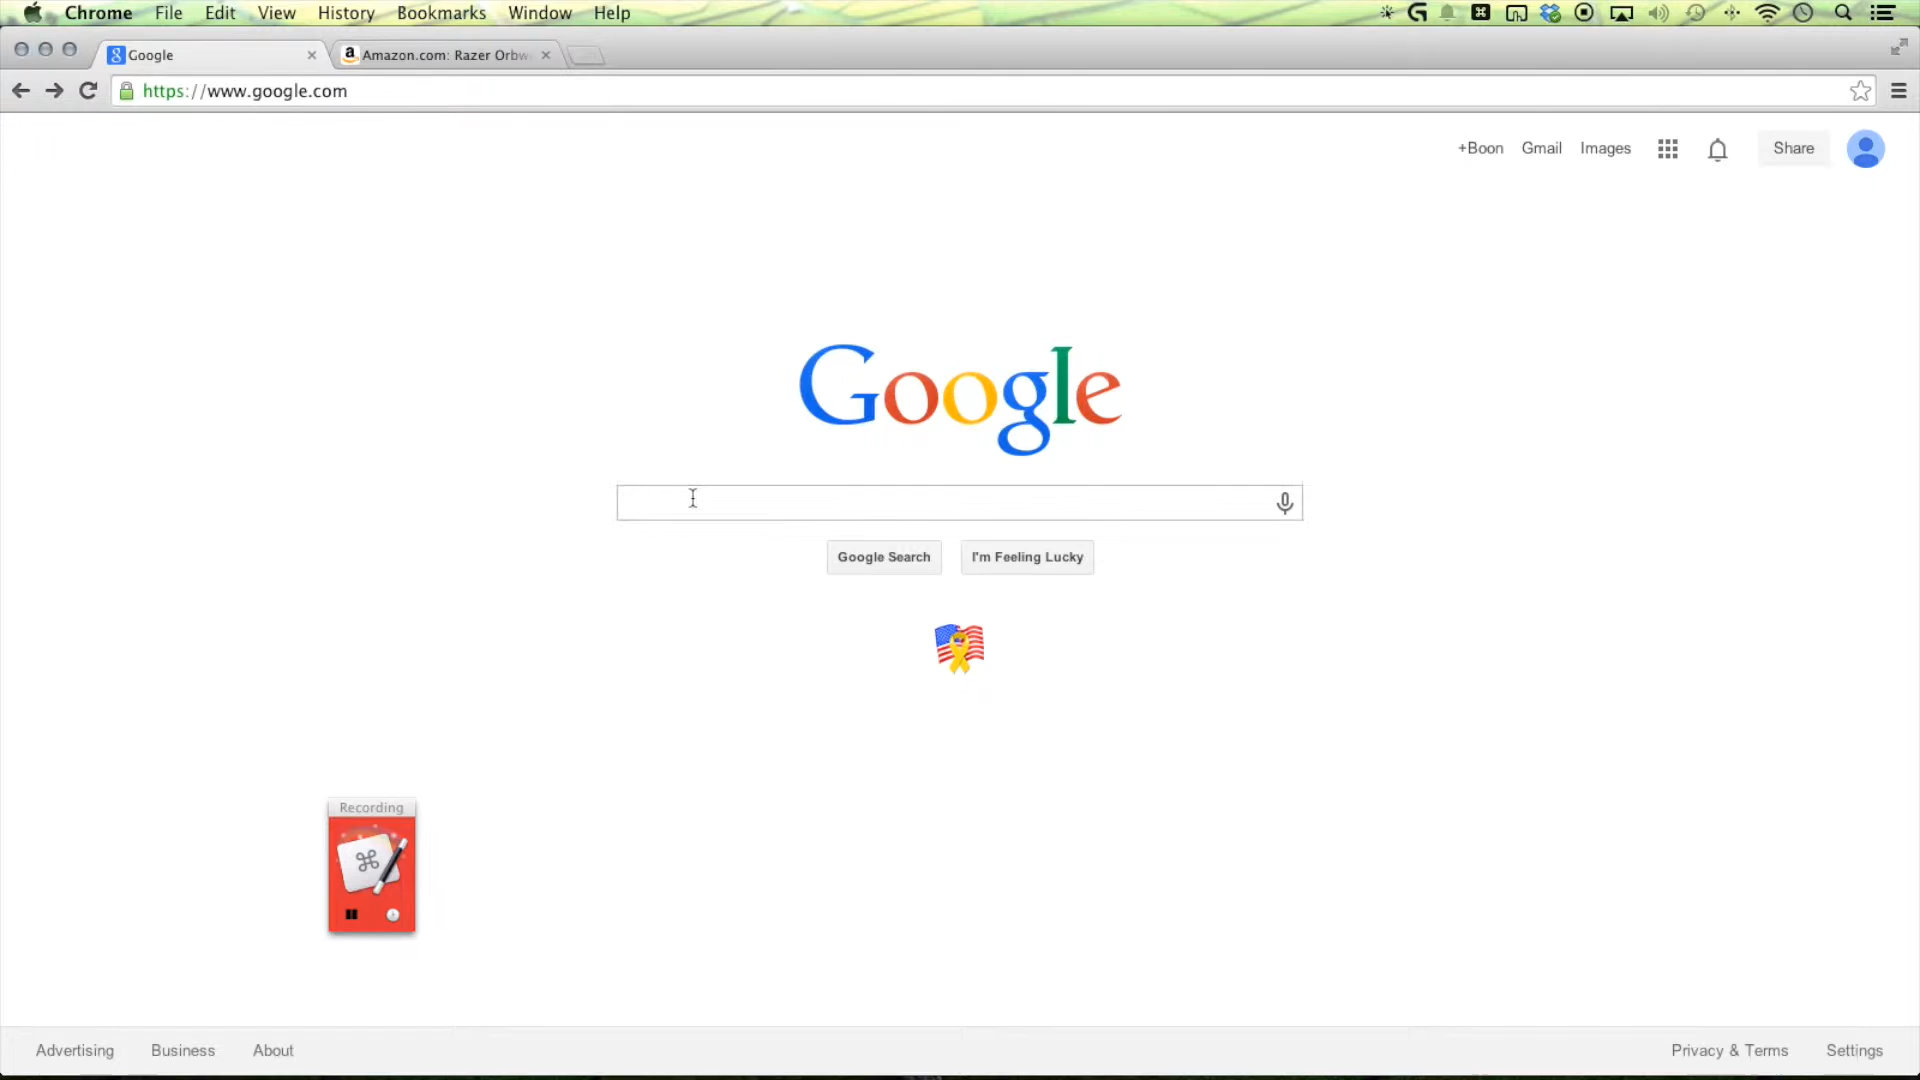 Chrome File Edit View History Bookmarks Window Help
Google
Amazon.com: Razer Orbw
https://www.google.com
+Boon Gmail Images Share
Google
Google Search I'm Feeling Lucky
Recording
Advertising Business About Privacy & Terms Settings